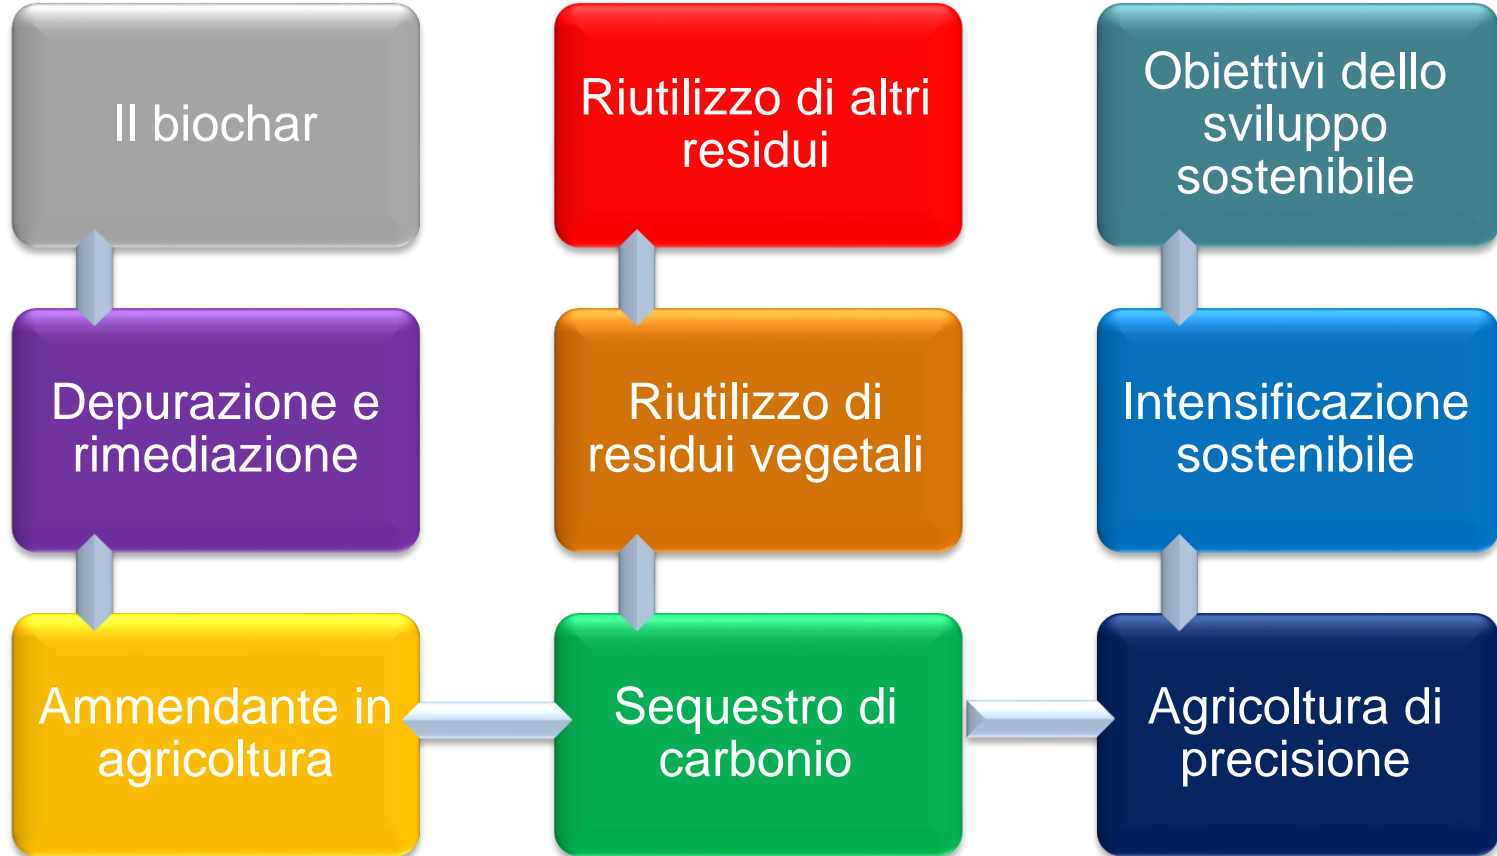 Il biochar
Riutilizzo di altri
residui
Obiettivi dello
sviluppo
sostenibile
Depurazione e
rimediazione
Riutilizzo di
residui vegetali
Intensificazione
sostenibile
Ammendante in
agricoltura
Sequestro di
carbonio
Agricoltura di
precisione